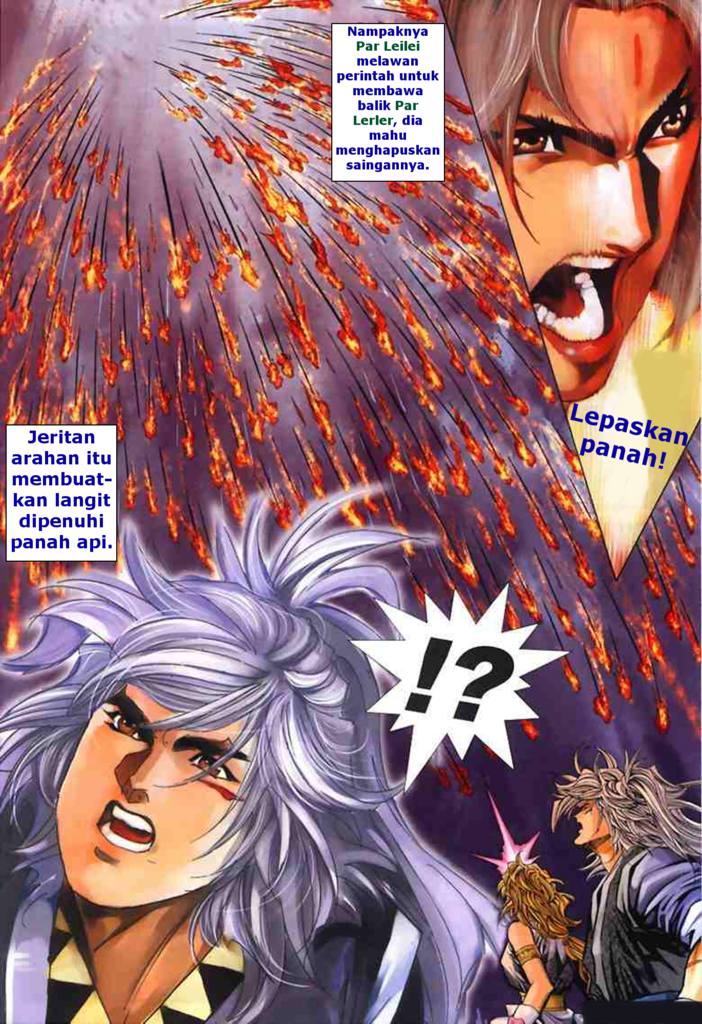 Nampaknya
Par Leilei
melawan
perintah untuk
membawa
balik Par
Lerler, dia
mahu
menghapuskan
saingannya.
Lepaskan
panah!
Jeritan
arahan itu
membuat-
kan langit
dipenuhi
panah api.
!?